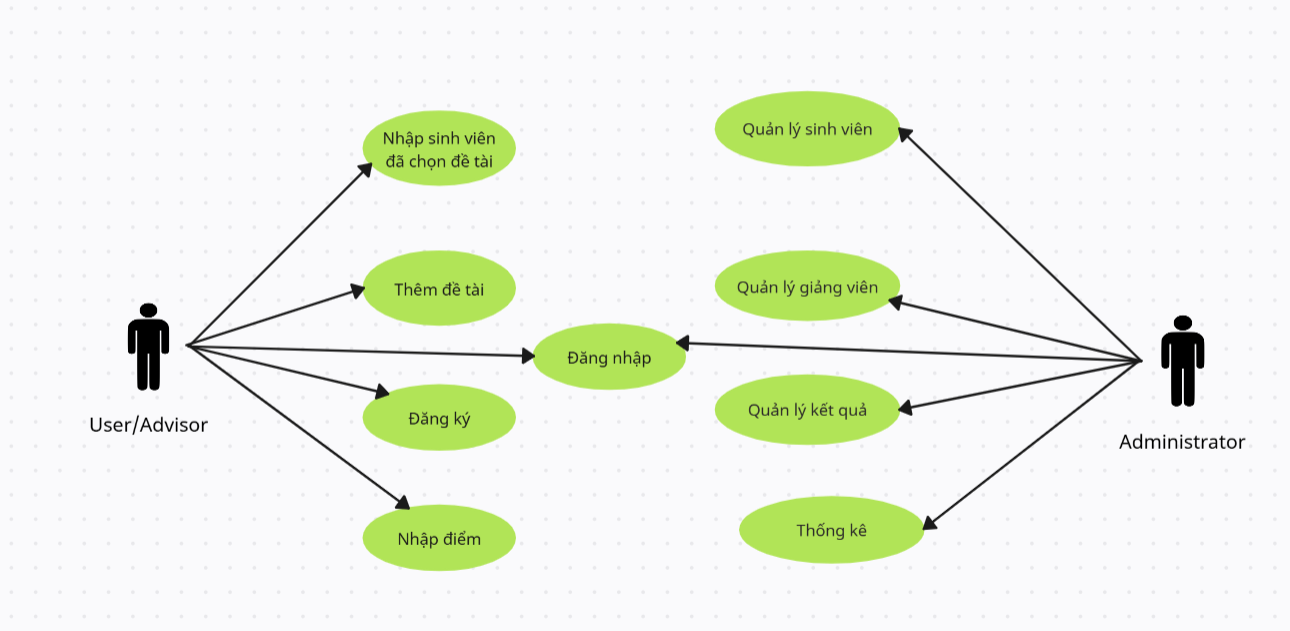 Nhập sinh viên
đã chọn đề tài
Quản lý sinh viên
Thêm đề tài
Quản lý giảng viên
Đăng nhập
Đăng ký
Quản lý kết quả
User/Advisor
Administrator
Nhập điểm
Thống kê